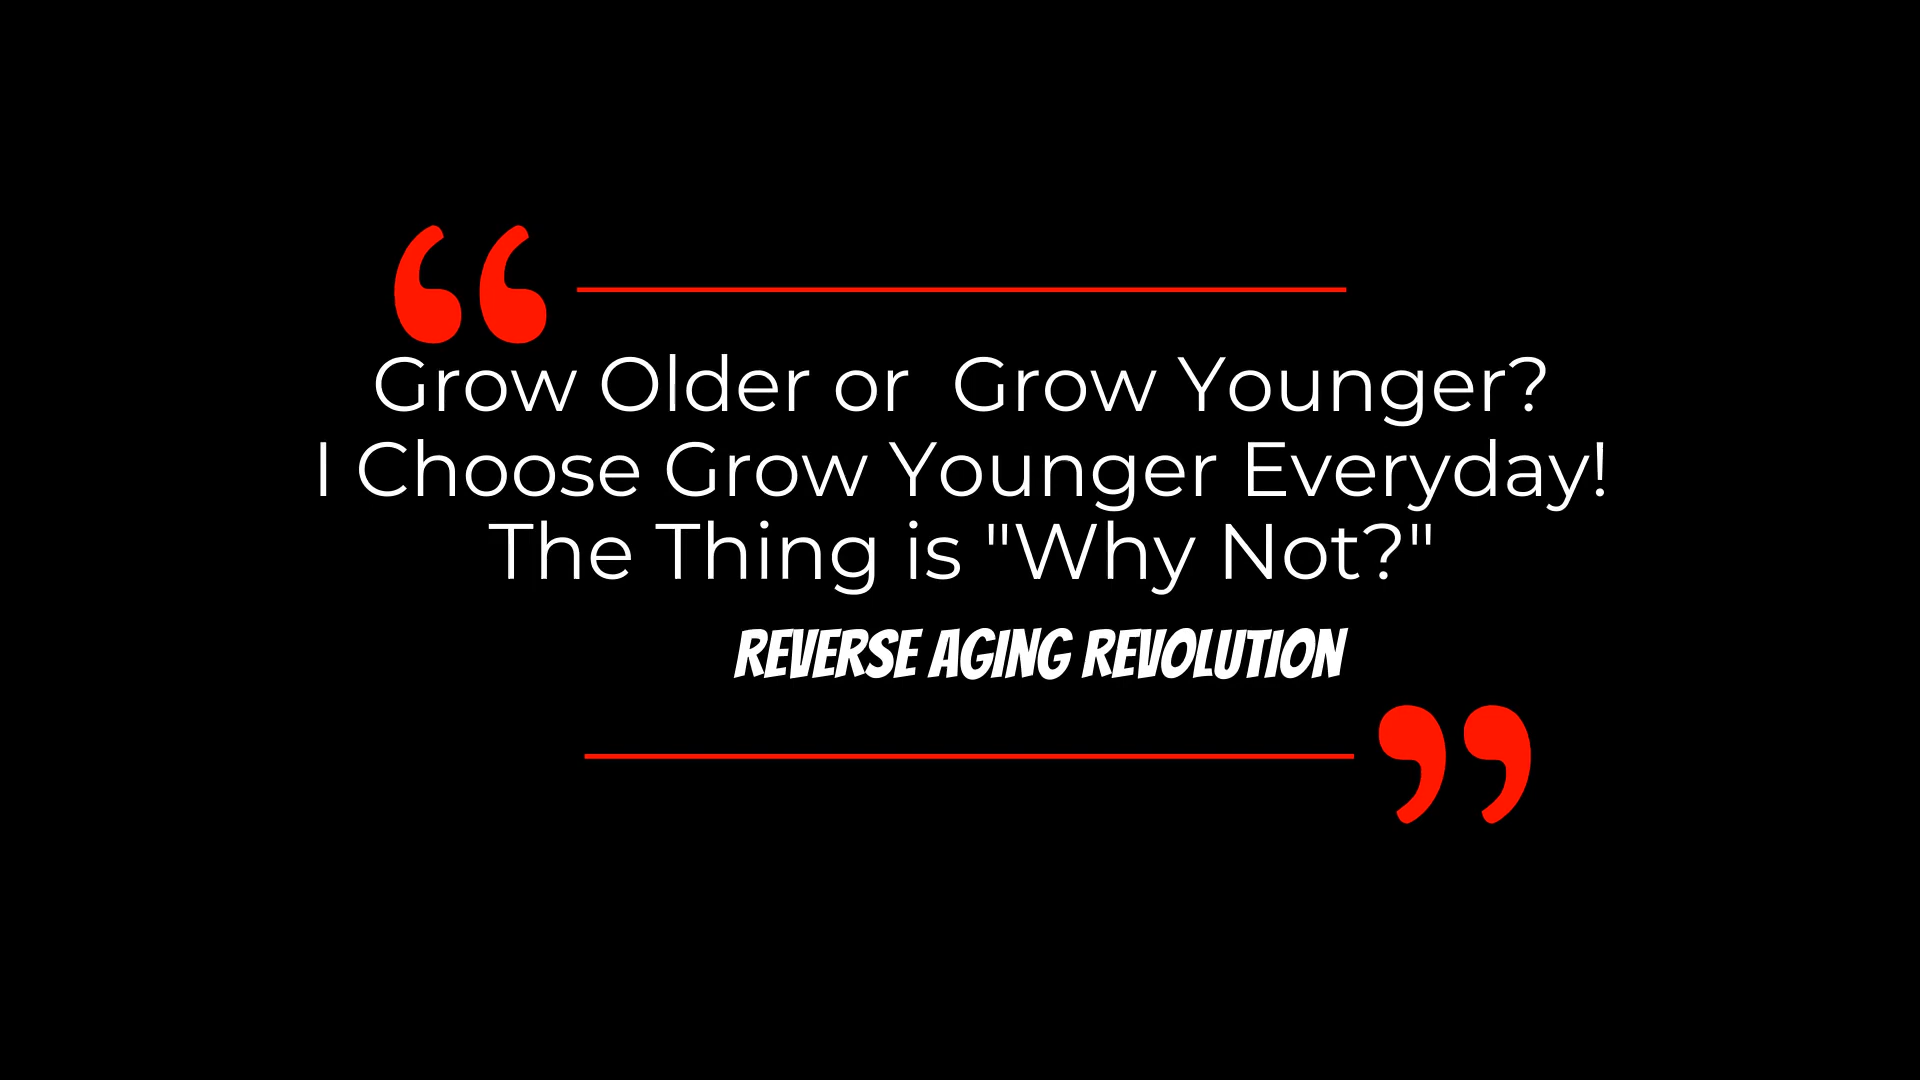 “
Grow Older or  Grow Younger?
I Choose Grow Younger Everyday!
The Thing is "Why Not?"
REVERSE AGING REVOLUTION
”